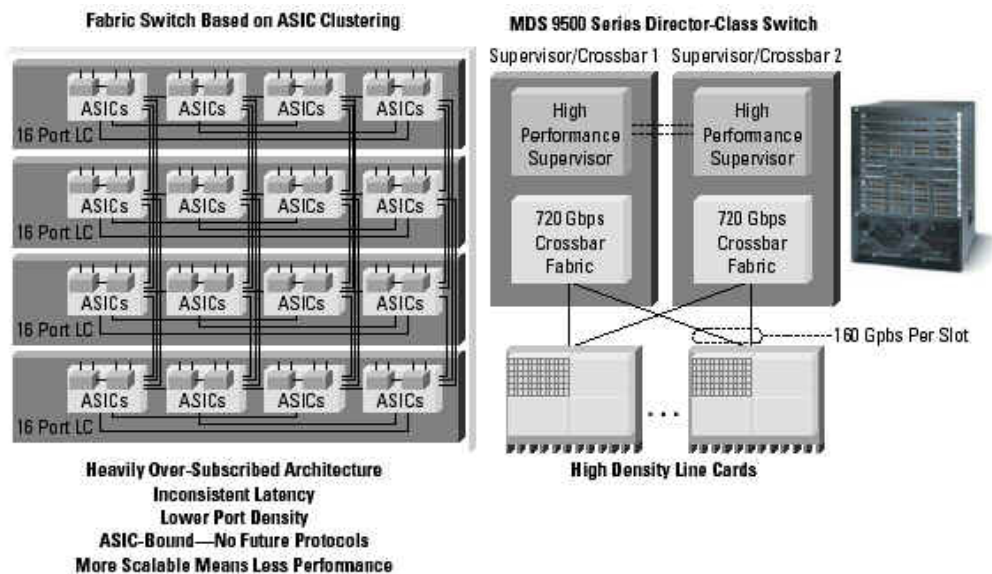 Fabric Switch Based on ASIC Clustering
ASICs ASICs ASICs ASICs
16 Port LC
ASICs ASICs ASICs ASICs
16 Port LC
ASICs ASICs ASICs ASICs
16 Port LC
ASICs ASICs ASICs ASICs
16 Port LC
Heavily Over-Subscribed Architecture
Inconsistent Latency
Lower Port Density
ASIC-Bound—No Future Protocols
More Scalable Means Less Performance
MDS 9500 Series Director-Class Switch
Supervisor/Crossbar 1
High
Performance
Supervisor
720 Gbps
Crossbar
Fabric
Supervisor/Crossbar 2
High
Performance
Supervisor
720 Gbps
Crossbar
Fabric
160 Gpbs Per Slot
...
High Density Line Cards